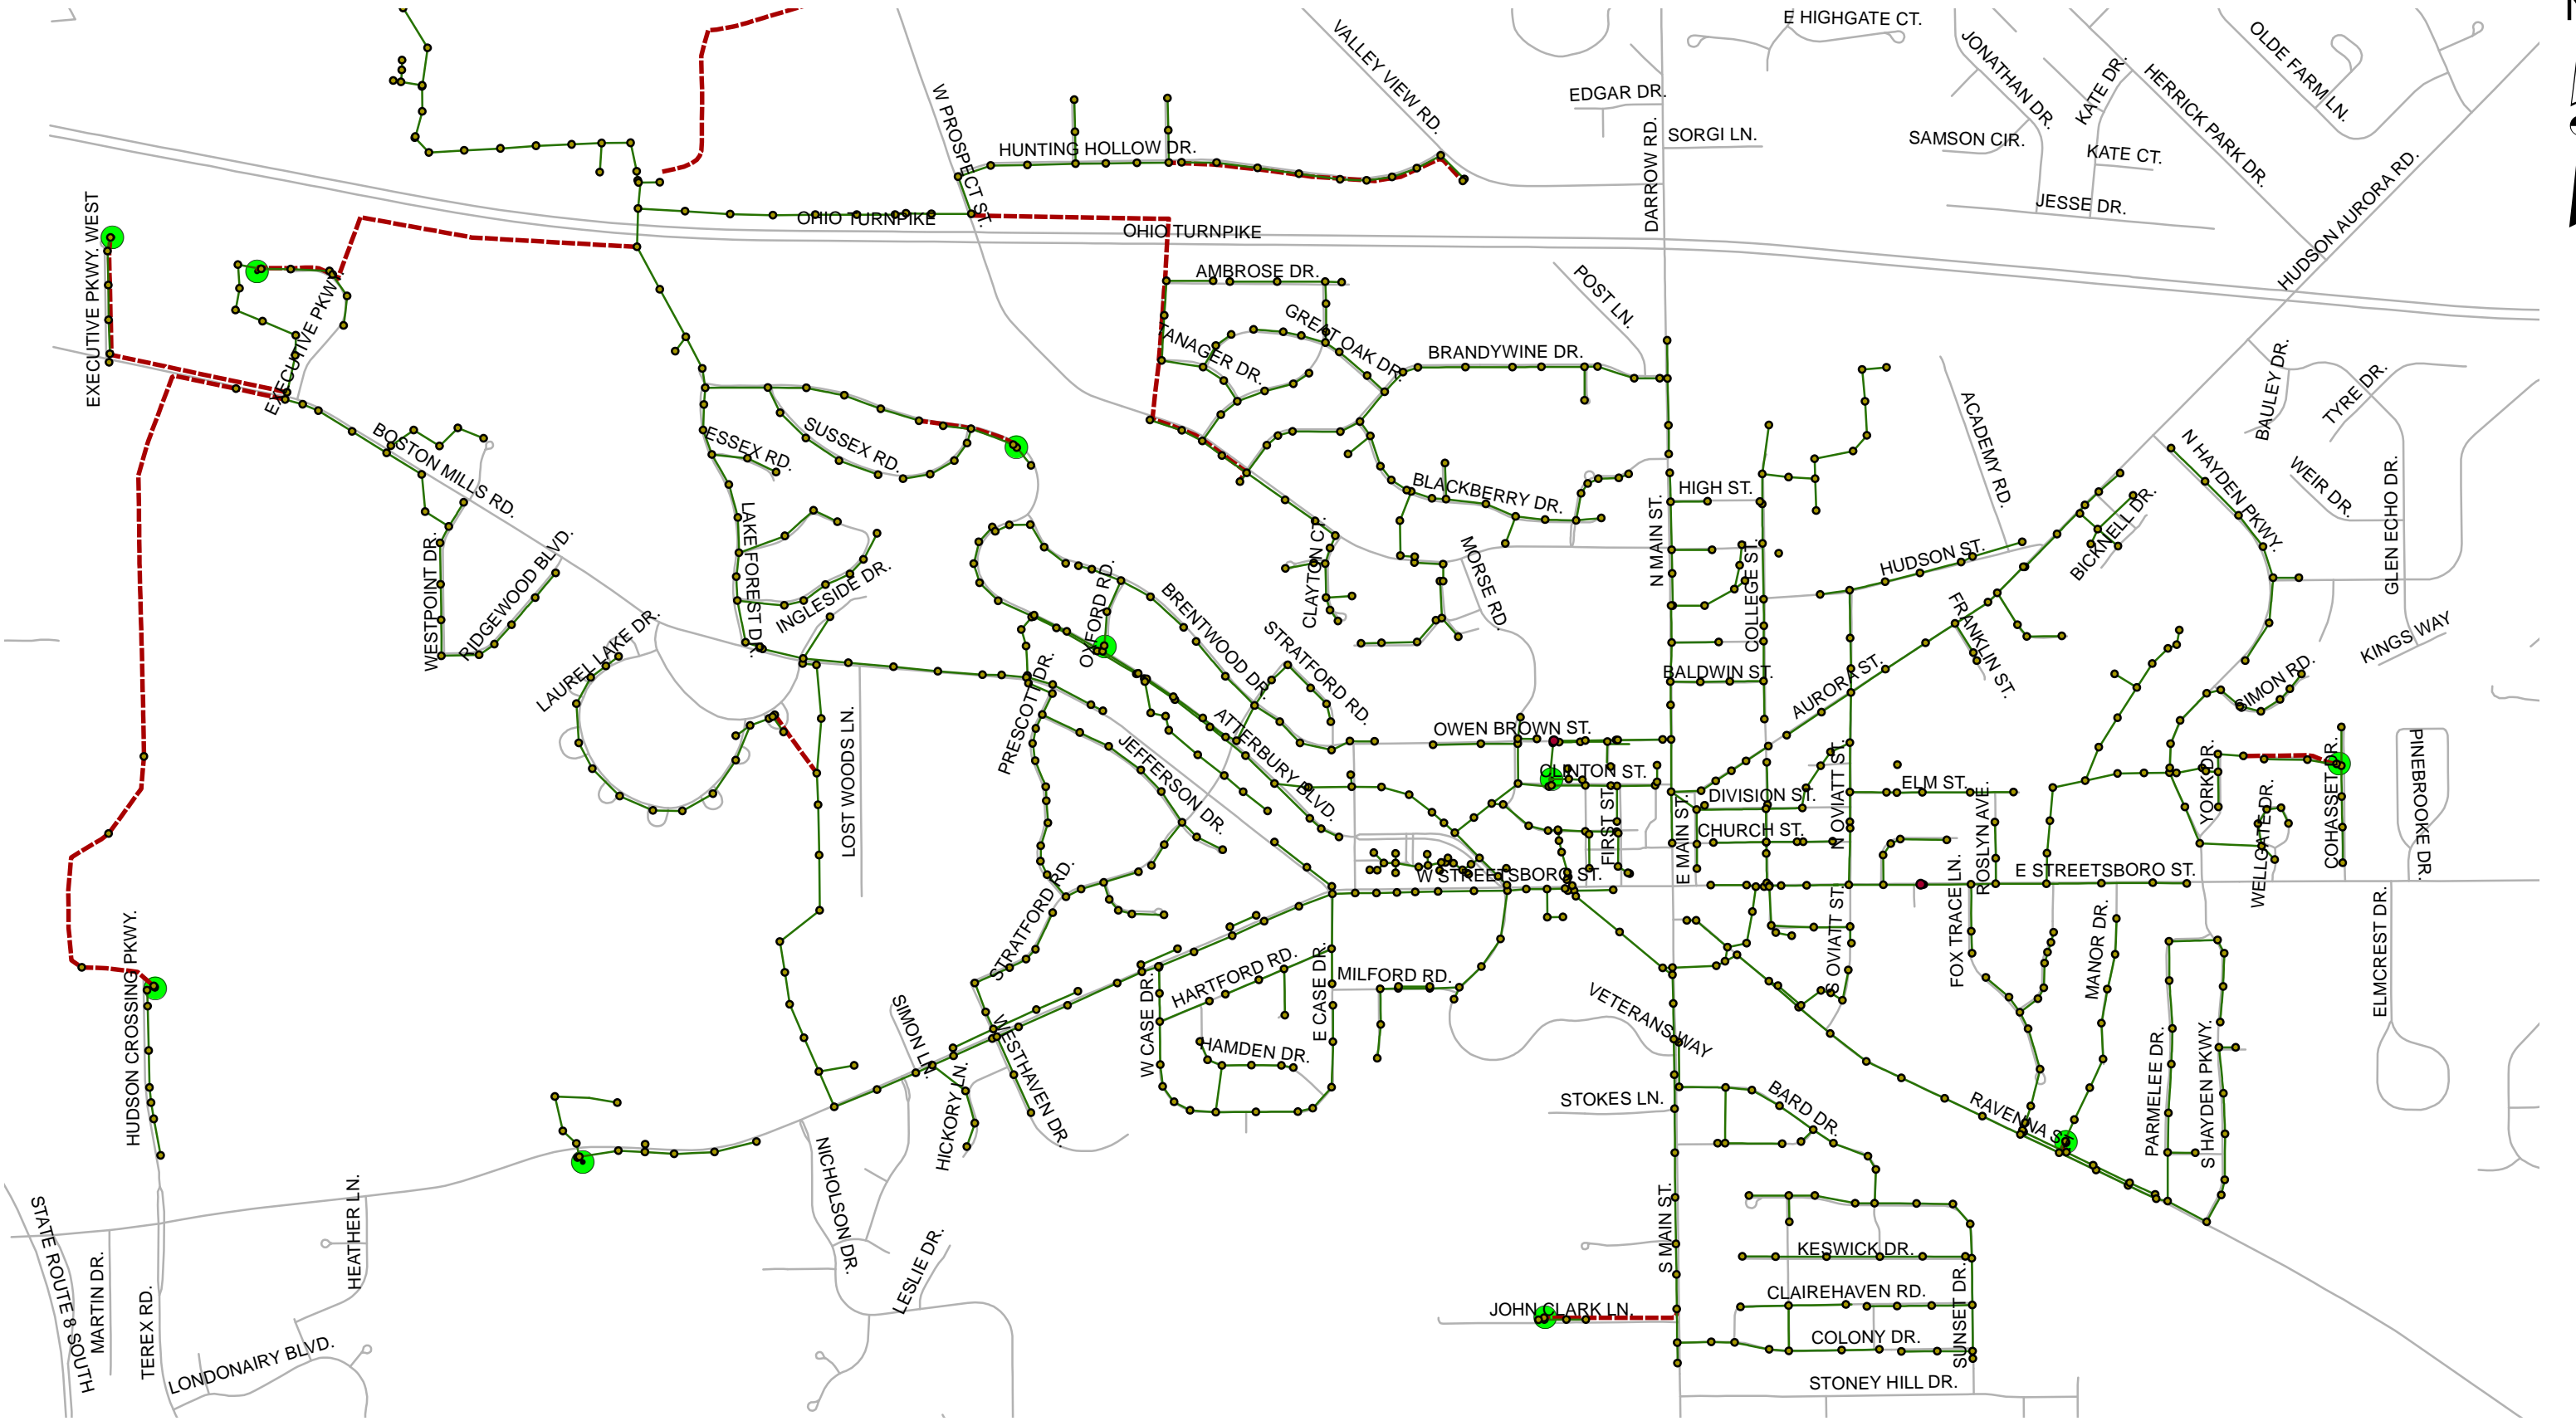 E HIGHGATE CT.
VALLEY VIEW RD.
JONATHAN DR.
KATE DR.
HERRICK PARK DR.
OLDE FARM LN.
W PROSPECT ST.
EDGAR DR.
DARROW RD.
SORGI LN.
SAMSON CIR.
KATE CT.
HUNTING HOLLOW DR.
JESSE DR.
HUDSON AURORA RD.
EXECUTIVE PKWY. WEST
OHIO TURNPIKE
OHIO TURNPIKE
EXECUTIVE PKWY.
AMBROSE DR.
POST LN.
TANAGER DR.
GREAT OAK DR.
BRANDYWINE DR.
BAULEY DR.
TYRE DR.
BOSTON MILLS RD.
ESSEX RD.
SUSSEX RD.
ACADEMY RD.
N HAYDEN PKWY.
WEIR DR.
GLEN ECHO DR.
BLACKBERRY DR.
HIGH ST.
N MAIN ST.
COLLEGE ST.
BICKNELL DR.
HUDSON ST.
WESTPOINT DR.
RIDGEWOOD BLVD.
LAKE FOREST DR.
INGLESIDE DR.
CLAYTON CT.
MORSE RD.
OXFORD RD.
BRENTWOOD DR.
STRATFORD RD.
FRANKLIN ST.
KINGS WAY
LAUREL LAKE DR.
BALDWIN ST.
AURORA ST.
SIMON RD.
PRESCOTT DR.
LOST WOODS LN.
JEFFERSON DR.
ATTERBURY BLVD.
OWEN BROWN ST.
CLINTON ST.
FIRST ST.
E MAIN ST.
DIVISION ST.
CHURCH ST.
N OVIATT ST.
ELM ST.
ROSLYN AVE.
YORK DR.
WELLGATE DR.
COHASSET DR.
PINEBROOKE DR.
W STREETSBORO ST.
E STREETSBORO ST.
STRATFORD RD.
HARTFORD RD.
W CASE DR.
E CASE DR.
MILFORD RD.
HAMDEN DR.
VETERANS WAY
S OVIATT ST.
FOX TRACE LN.
MANOR DR.
ELMCREST DR.
HUDSON CROSSING PKWY.
SIMON LN.
HICKORY LN.
WESTHAVEN DR.
STOKES LN.
BARD DR.
RAVENNA ST.
PARMELEE DR.
S HAYDEN PKWY.
NICHOLSON DR.
LESLIE DR.
HEATHER LN.
STATE ROUTE 8 SOUTH
MARTIN DR.
TEREX RD.
LONDONAIRY BLVD.
S MAIN ST.
KESWICK DR.
CLAIREHAVEN RD.
SUNSET DR.
JOHN CLARK LN.
COLONY DR.
STONEY HILL DR.